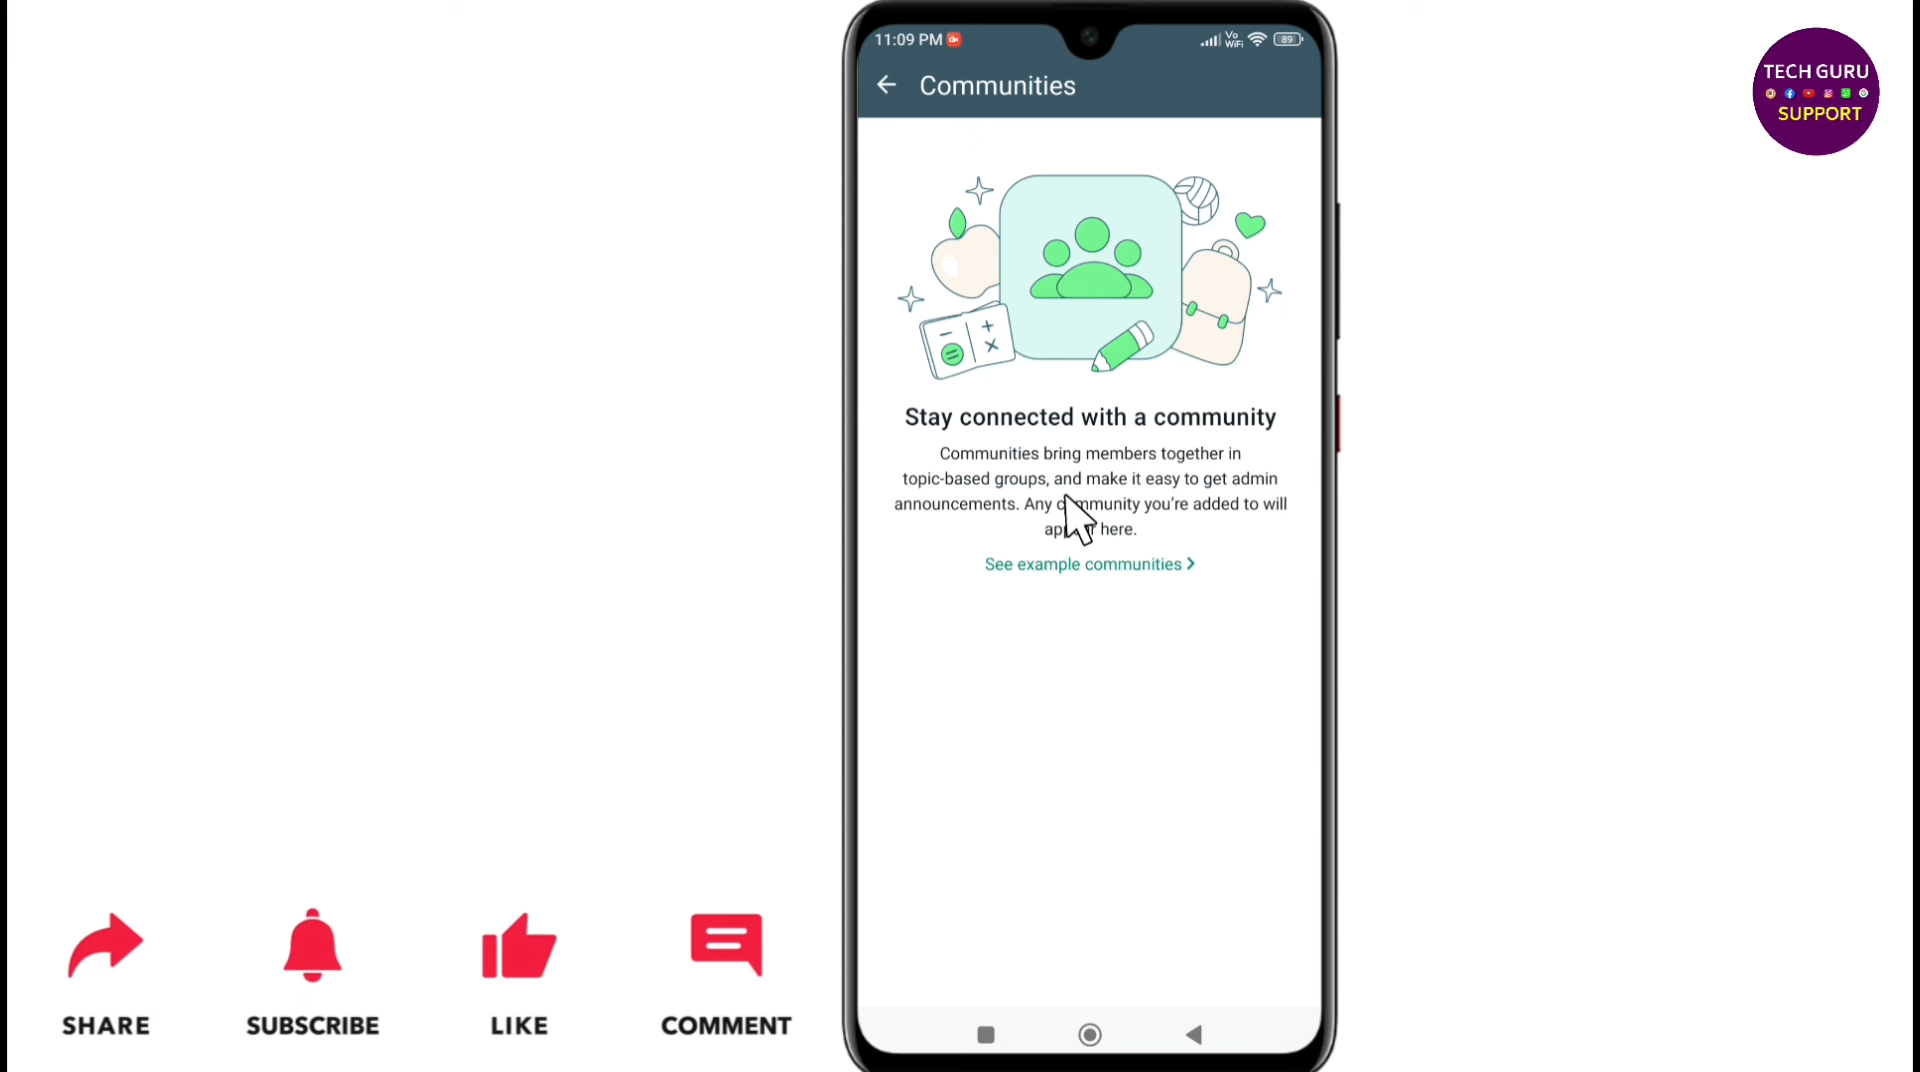 11:09 PM
Vo
WiFi
89
Communities
TECH GURU
SUPPORT
Stay connected with a community
Communities bring members together in
topic-based groups, and make it easy to get admin
announcements. Any community you're added to will
here.
See example communities
SHARE
SUBSCRIBE
LIKE
COMMENT